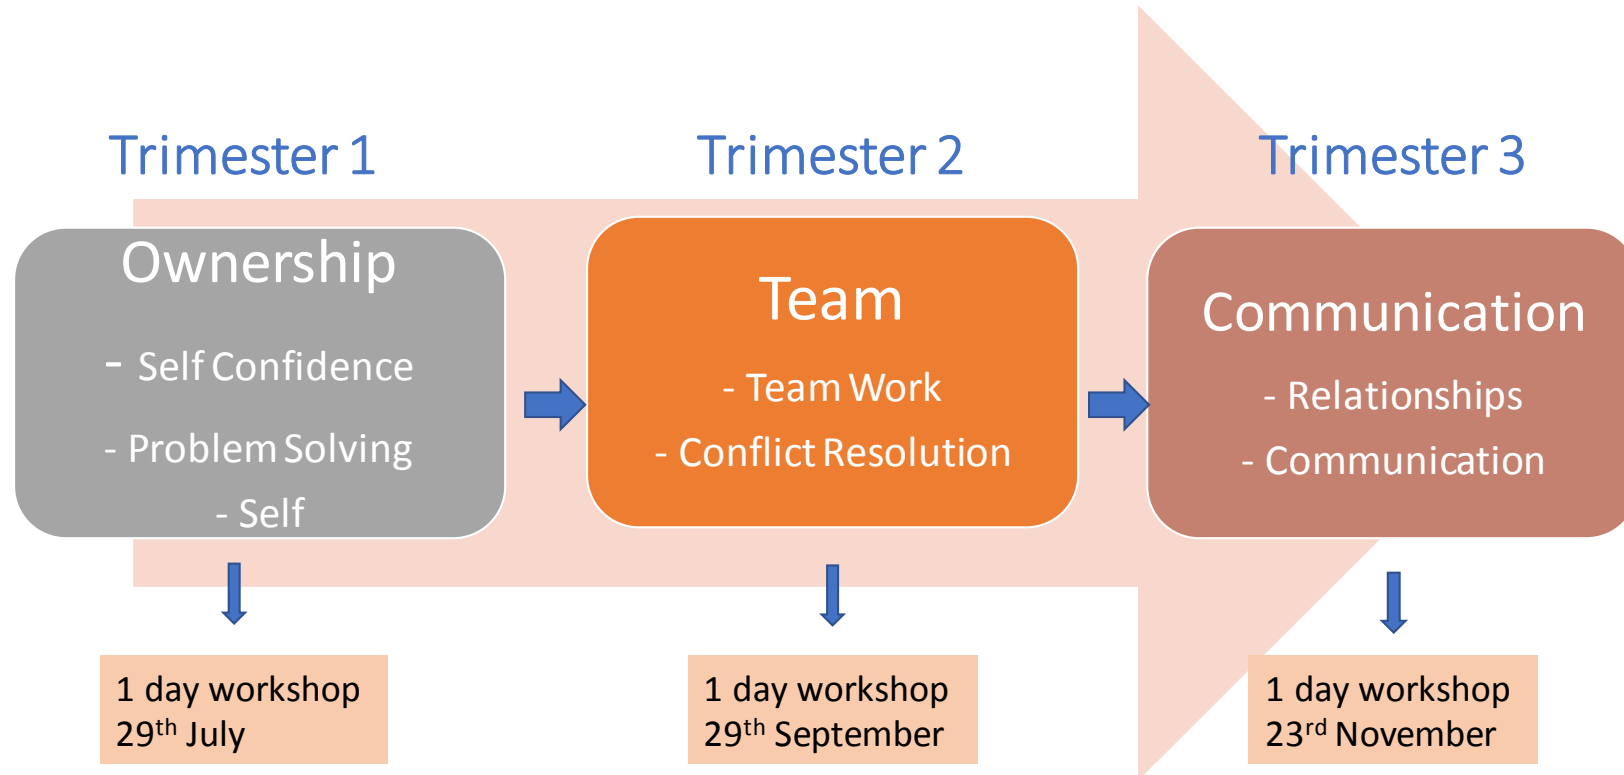 Trimester 1
Trimester 2
Trimester 3
Ownership
- Self Confidence
- Problem Solving
- Self
Team
- Team Work
- Conflict Resolution
Communication
- Relationships
- Communication
1 day workshop
29th July
1 day workshop
29th September
1 day workshop
23rd November